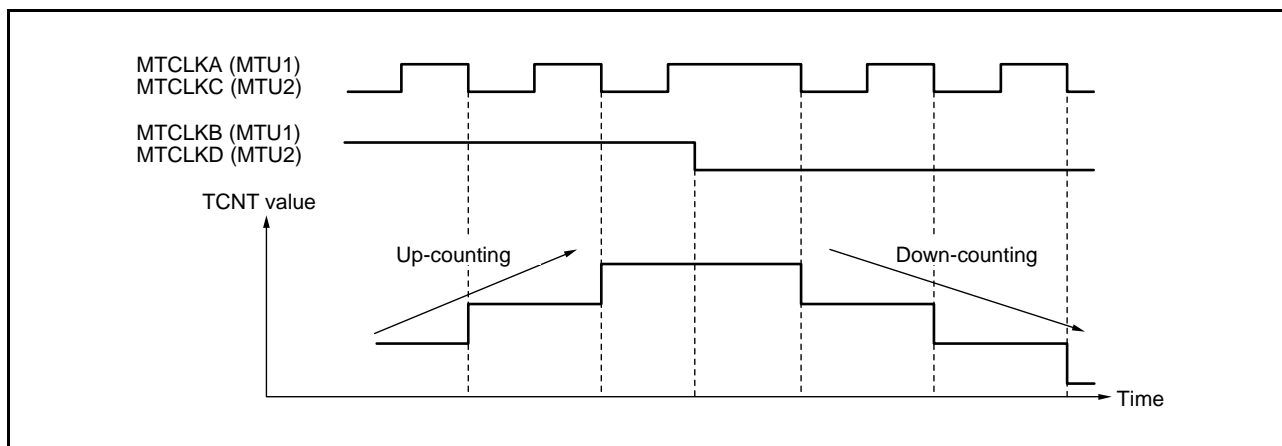 MTCLKA (MTU1)
MTCLKC (MTU2)
MTCLKB (MTU1)
MTCLKD (MTU2)
TCNT value
Up-counting
Down-counting
Time